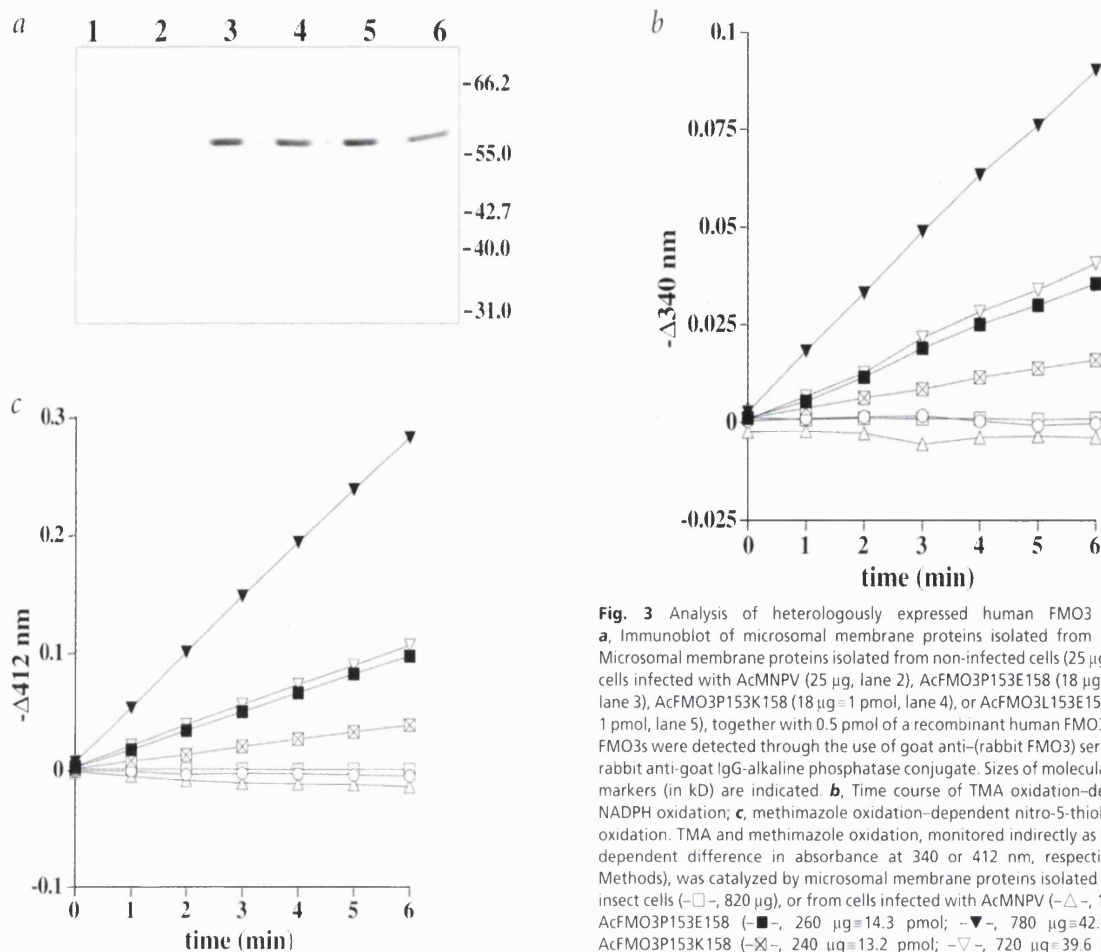 a
1 2 3 4 5 6
-66.2
-55.0
-42.7
-40.0
-31.0
b
0.1
0.075
0.05
0.025
0
-0.025
-Δ340 nm
0 1 2 3 4 5 6
time (min)
c
0.3
0.2
0.1
0
-0.1
-Δ412 nm
0 1 2 3 4 5 6
time (min)
Fig. 3 Analysis of heterologously expressed human FMO3
a, Immunoblot of microsomal membrane proteins isolated from
Microsomal membrane proteins isolated from non-infected cells (25 µg
cells infected with AcMNPV (25 µg, lane 2), AcFMO3P153E158 (18 µg
lane 3), AcFMO3P153K158 (18 µg≡1 pmol, lane 4), or AcFMO3L153E15
1 pmol, lane 5), together with 0.5 pmol of a recombinant human FMO3
FMO3s were detected through the use of goat anti–(rabbit FMO3) ser
rabbit anti-goat IgG-alkaline phosphatase conjugate. Sizes of molecula
markers (in kD) are indicated. b, Time course of TMA oxidation–de
NADPH oxidation; c, methimazole oxidation–dependent nitro-5-thiol
oxidation. TMA and methimazole oxidation, monitored indirectly as
dependent difference in absorbance at 340 or 412 nm, respecti
Methods), was catalyzed by microsomal membrane proteins isolated
insect cells (–□–, 820 µg), or from cells infected with AcMNPV (–△–, 1
AcFMO3P153E158 (–■–, 260 µg≡14.3 pmol; –▼–, 780 µg≡42.
AcFMO3P153K158 (–⊠–, 240 µg≡13.2 pmol; –▽–, 720 µg≡39.6